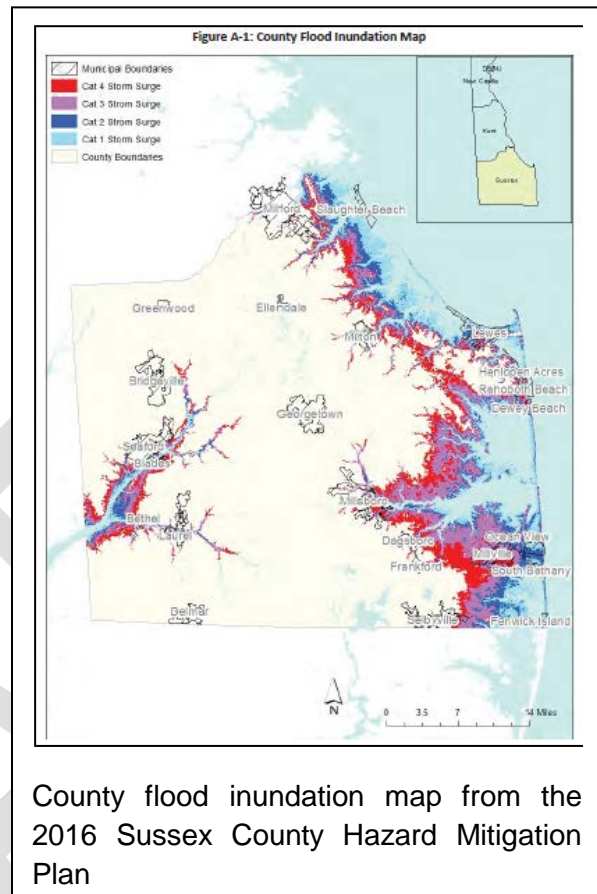 Figure A-1: County Flood Inundation Map
Municipal Boundaries
Cat 4 Strom Surge
Cat 3 Strom Surge
Cat 2 Strom Surge
Cat 1 Strom Surge
County Boundaries
New Castle
Kent
Sussex
Milford
Slaughter Beach
Greenwood
Ellendale
Milton
Lewes
Henlopen Acres
Rehoboth Beach
Dewey Beach
Bridgeville
Georgetown
Seaford
Blades
Millsboro
Bethel
Laurel
Dagsboro
Frankford
Ocean View
Millville
South Bethany
Delmar
Selbyville
Fenwick Island
N
0 3.5 7 14 Miles
County flood inundation map from the
2016 Sussex County Hazard Mitigation
Plan